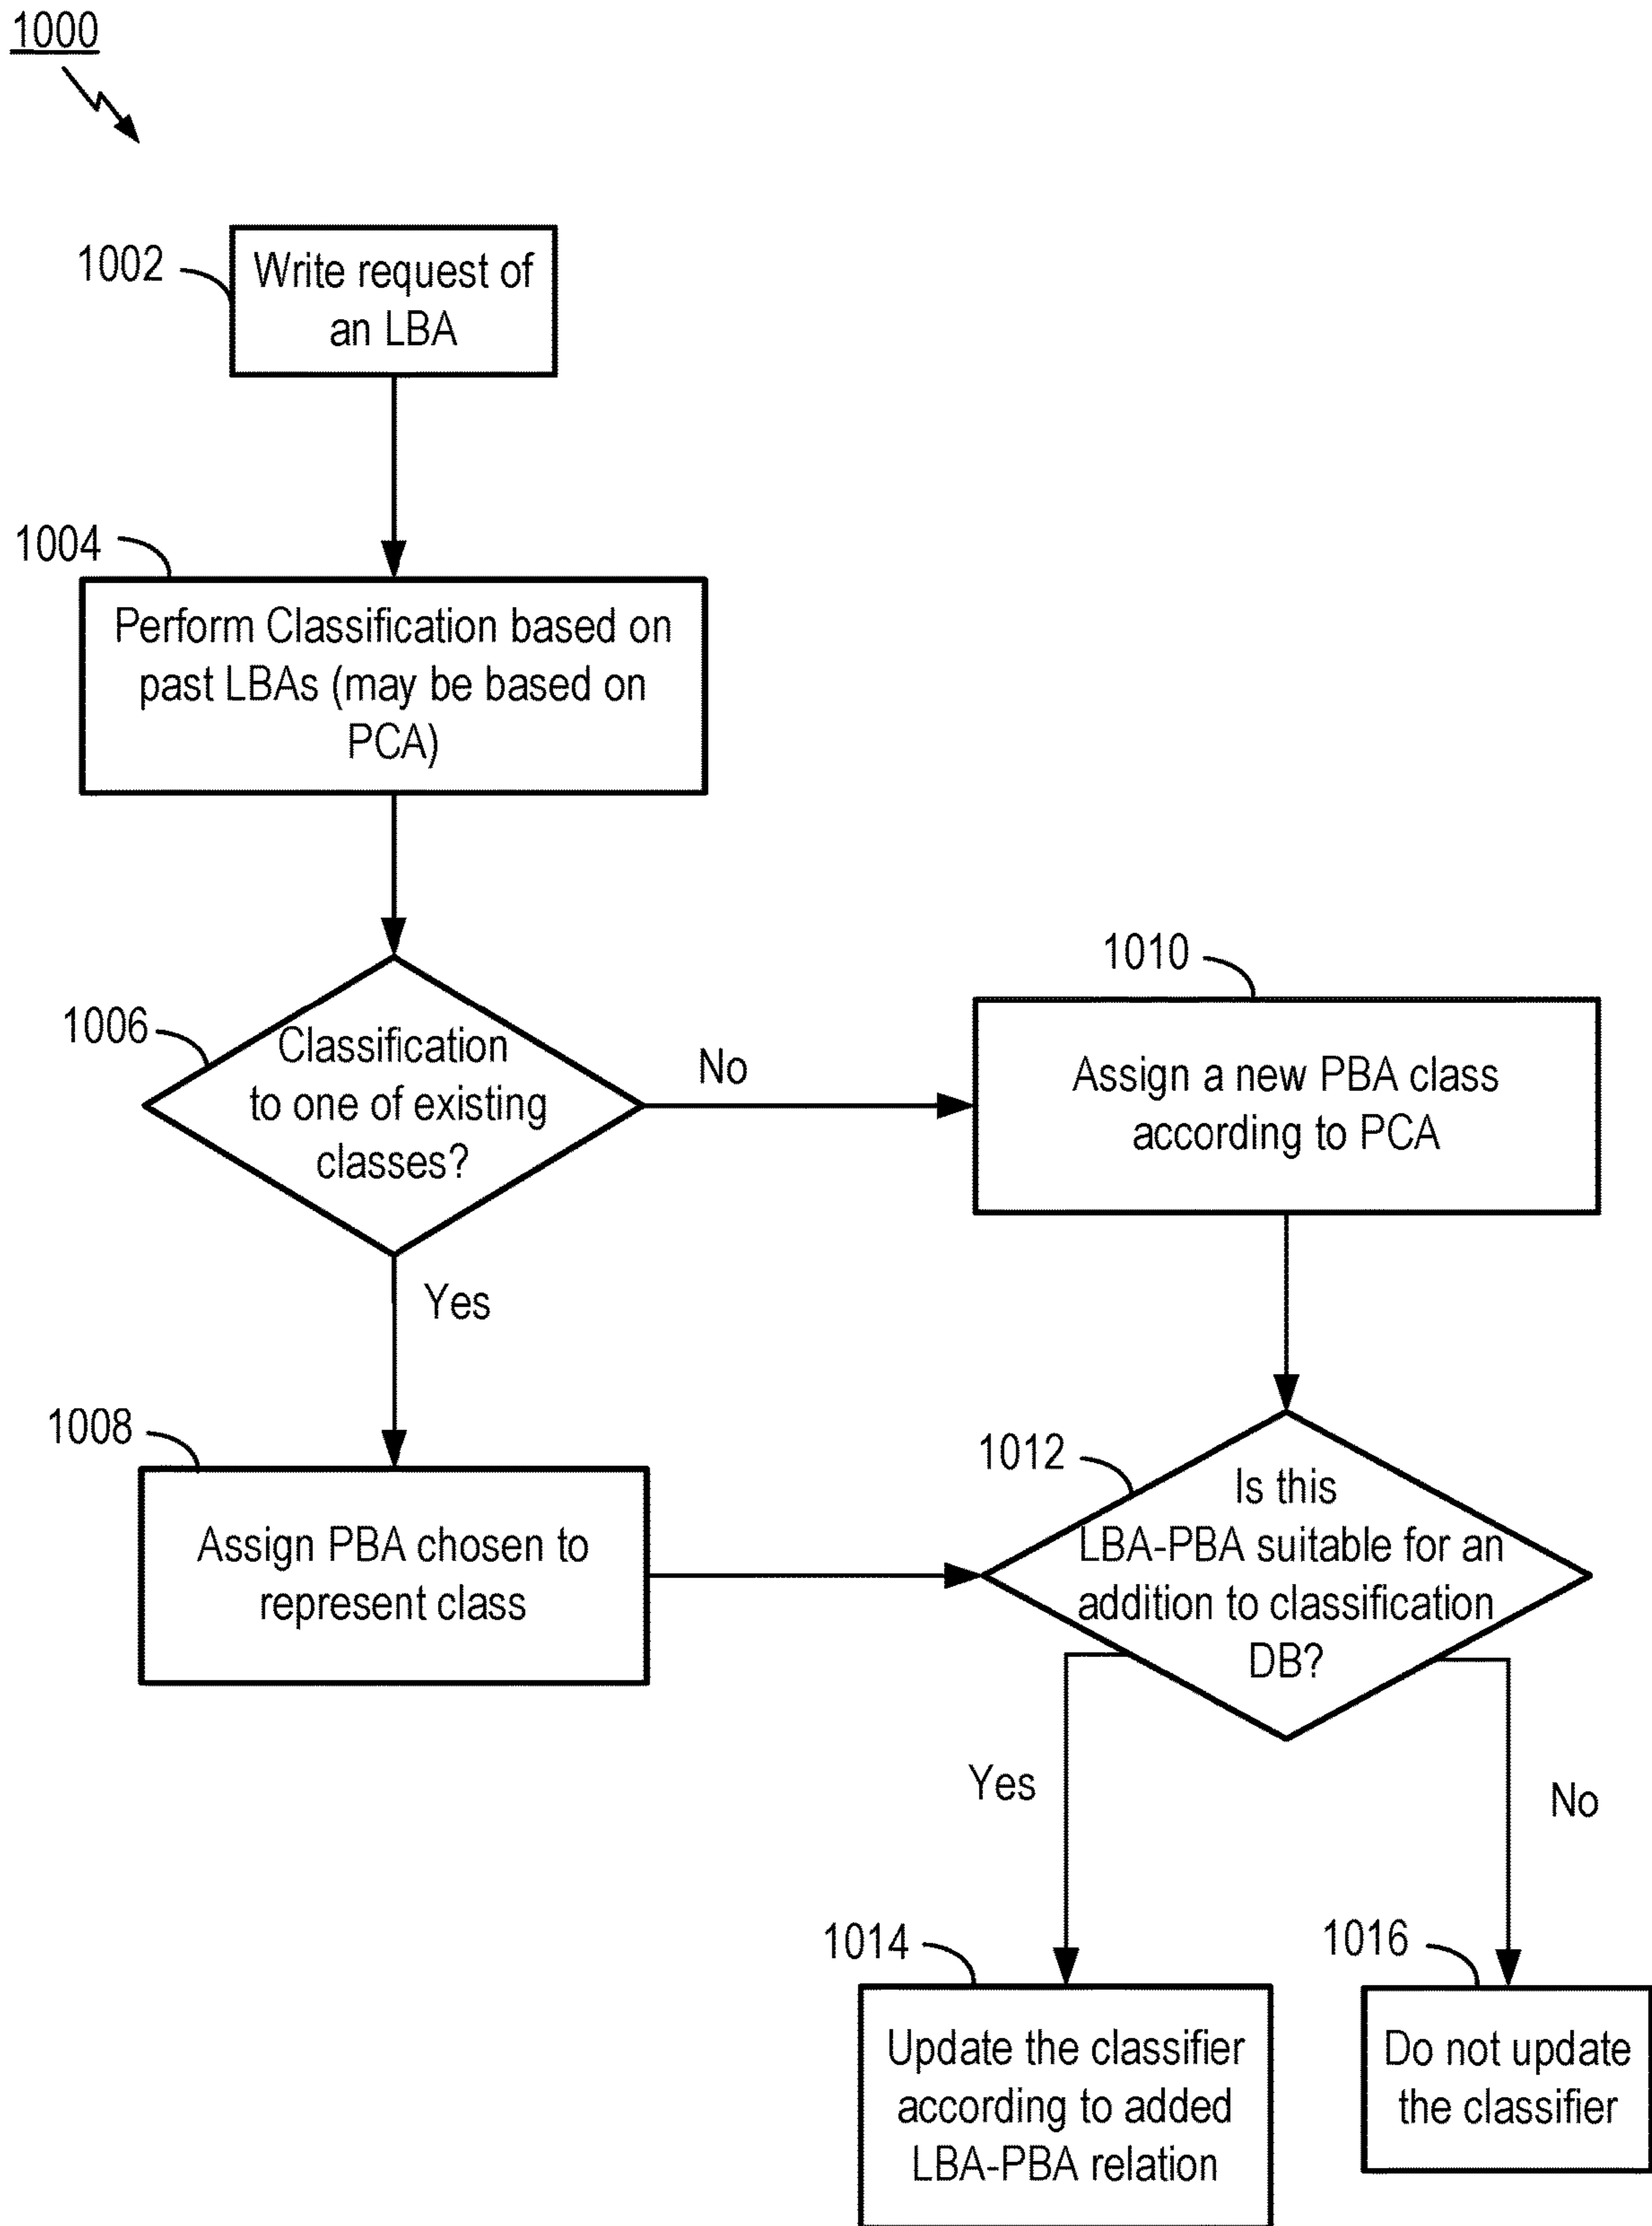 1000
1002
Write request of
an LBA
1004
Perform Classification based on
past LBAs (may be based on
PCA)
1006
Classification
to one of existing
classes?
No
1010
Assign a new PBA class
according to PCA
Yes
1008
Assign PBA chosen to
represent class
1012
Is this
LBA-PBA suitable for an
addition to classification
DB?
Yes
No
1014
Update the classifier
according to added
LBA-PBA relation
1016
Do not update
the classifier